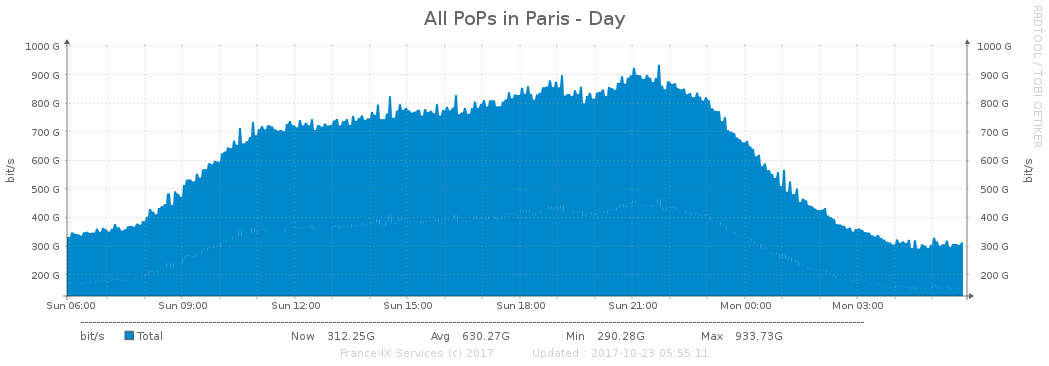 All PoPs in Paris - Day
RRDTOOL / TOBI OETIKER
1000 G 1000 G
900 G 900 G
800 G 800 G
700 G 700 G
600 G 600 G
500 G 500 G
400 G 400 G
300 G 300 G
200 G 200 G
bit/s bit/s
Sun 06:00 Sun 09:00 Sun 12:00 Sun 15:00 Sun 18:00 Sun 21:00 Mon 00:00 Mon 03:00
bit/s Total Now 312.25G Avg 630.27G Min 290.28G Max 933.73G
France-IX Services (c) 2017 Updated : 2017-10-23 05:55:11